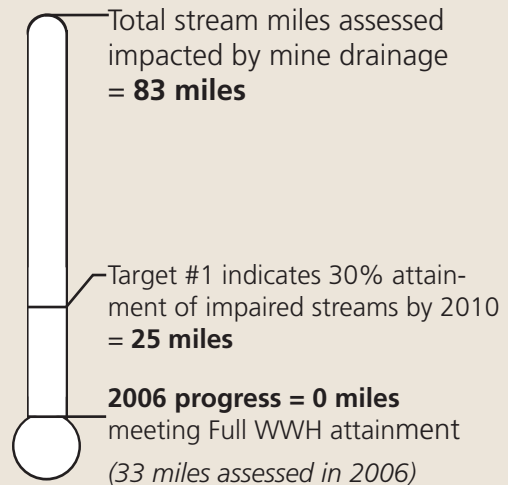 Total stream miles assessed
impacted by mine drainage
= 83 miles
Target #1 indicates 30% attain-
ment of impaired streams by 2010
= 25 miles
2006 progress = 0 miles
meeting Full WWH attainment
(33 miles assessed in 2006)